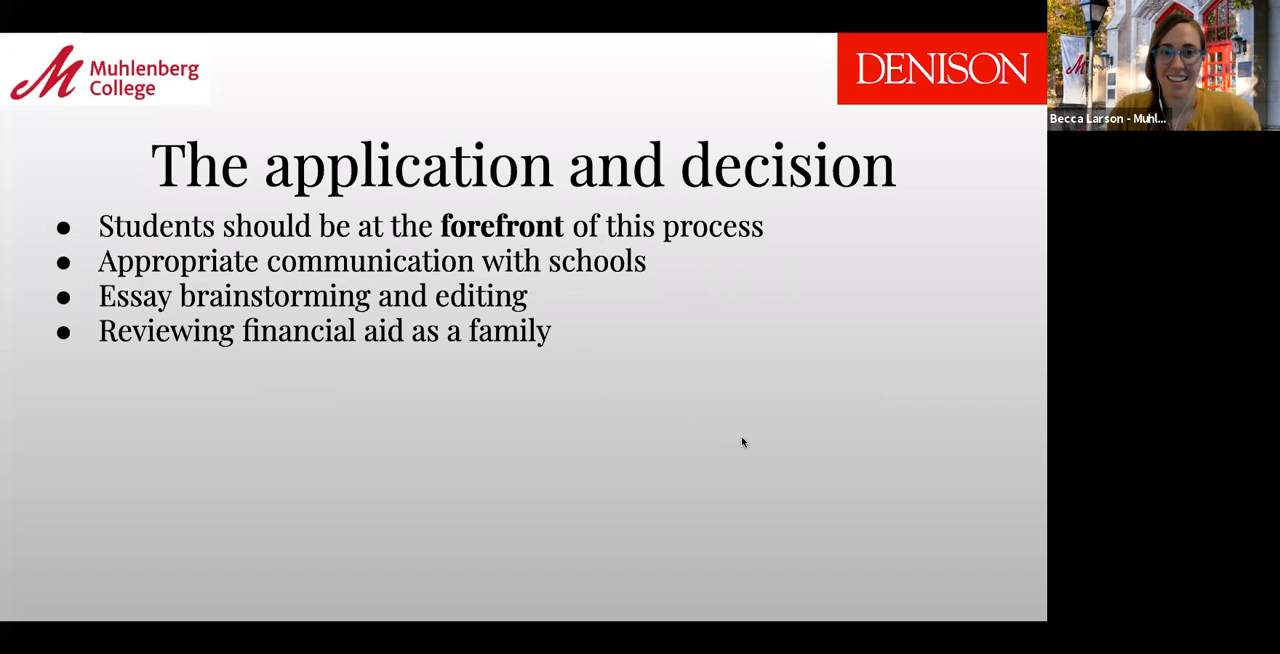 Muhlenberg
College
DENISON
Becca Larson - Muhl...
The application and decision
● Students should be at the forefront of this process
● Appropriate communication with schools
● Essay brainstorming and editing
● Reviewing financial aid as a family